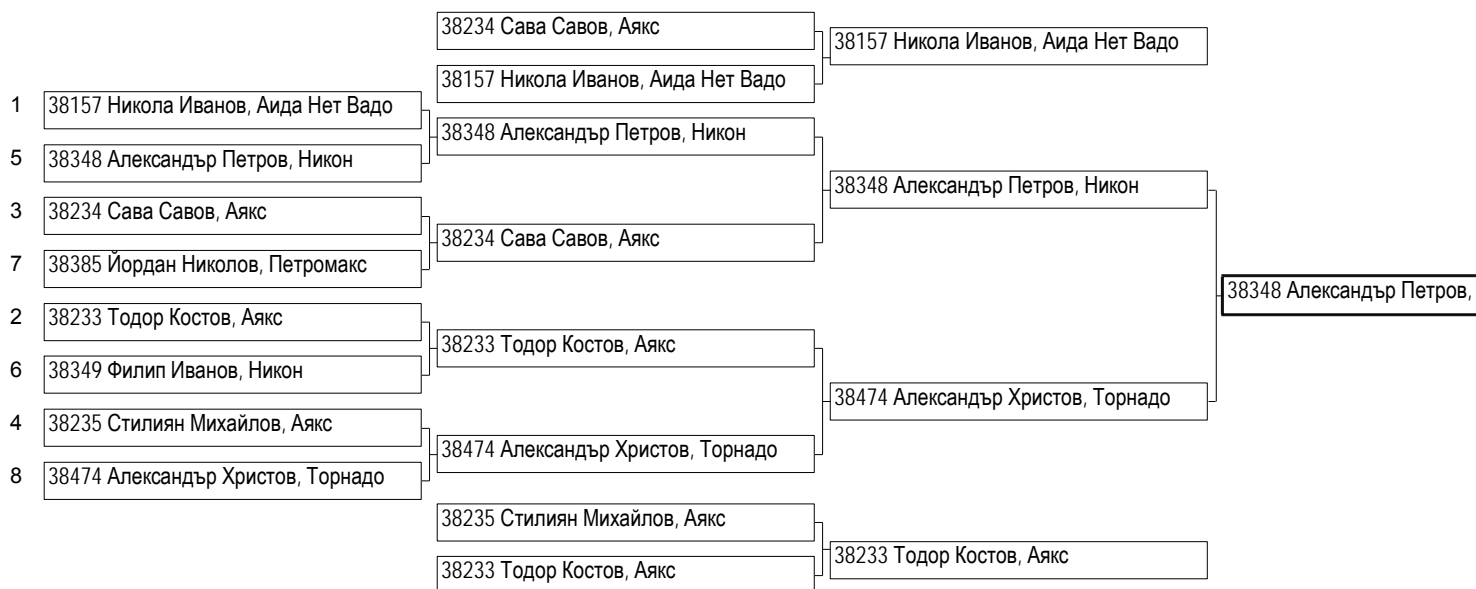 38234 Сава Савов, Аякс
38157 Никола Иванов, Аида Нет Вадо
38157 Никола Иванов, Аида Нет Вадо
1 38157 Никола Иванов, Аида Нет Вадо
38348 Александър Петров, Никон
5 38348 Александър Петров, Никон
38348 Александър Петров, Никон
3 38234 Сава Савов, Аякс
38234 Сава Савов, Аякс
7 38385 Йордан Николов, Петромакс
38348 Александър Петров,
2 38233 Тодор Костов, Аякс
38233 Тодор Костов, Аякс
6 38349 Филип Иванов, Никон
38474 Александър Христов, Торнадо
4 38235 Стилиян Михайлов, Аякс
38474 Александър Христов, Торнадо
8 38474 Александър Христов, Торнадо
38235 Стилиян Михайлов, Аякс
38233 Тодор Костов, Аякс
38233 Тодор Костов, Аякс